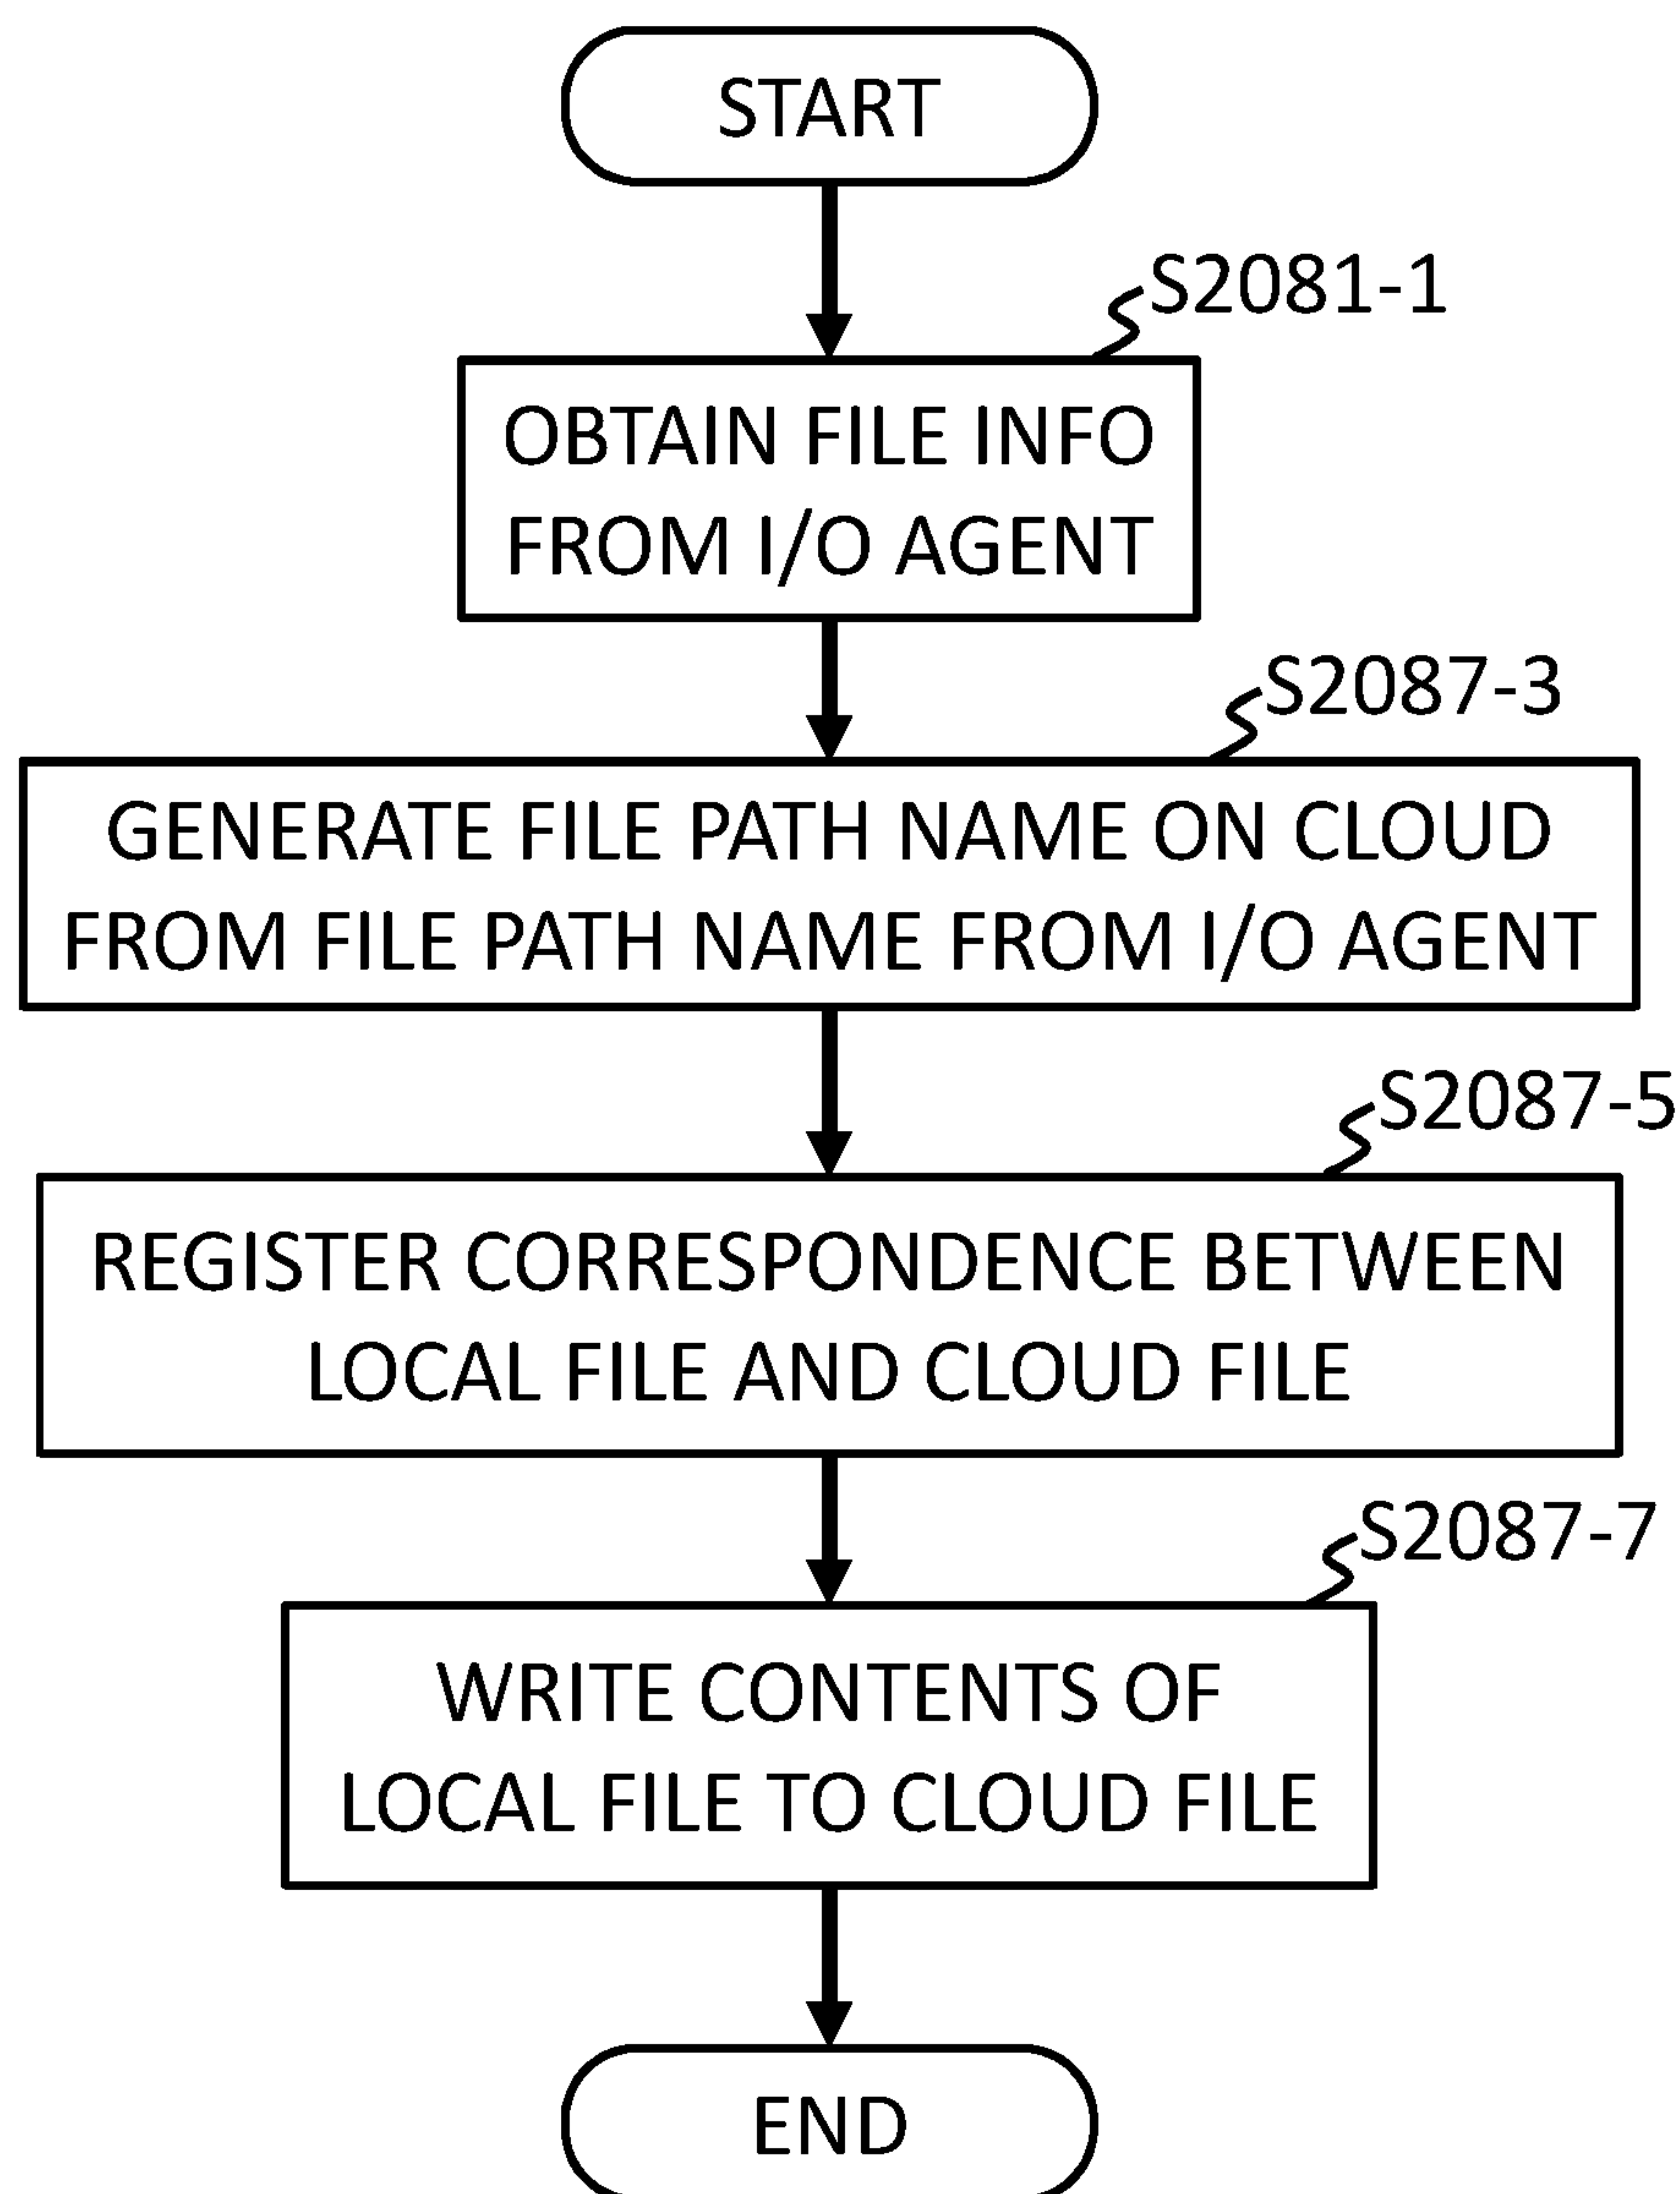 START
S2081-1
OBTAIN FILE INFO
FROM I/O AGENT
S2087-3
GENERATE FILE PATH NAME ON CLOUD
FROM FILE PATH NAME FROM I/O AGENT
S2087-5
REGISTER CORRESPONDENCE BETWEEN
LOCAL FILE AND CLOUD FILE
S2087-7
WRITE CONTENTS OF
LOCAL FILE TO CLOUD FILE
END